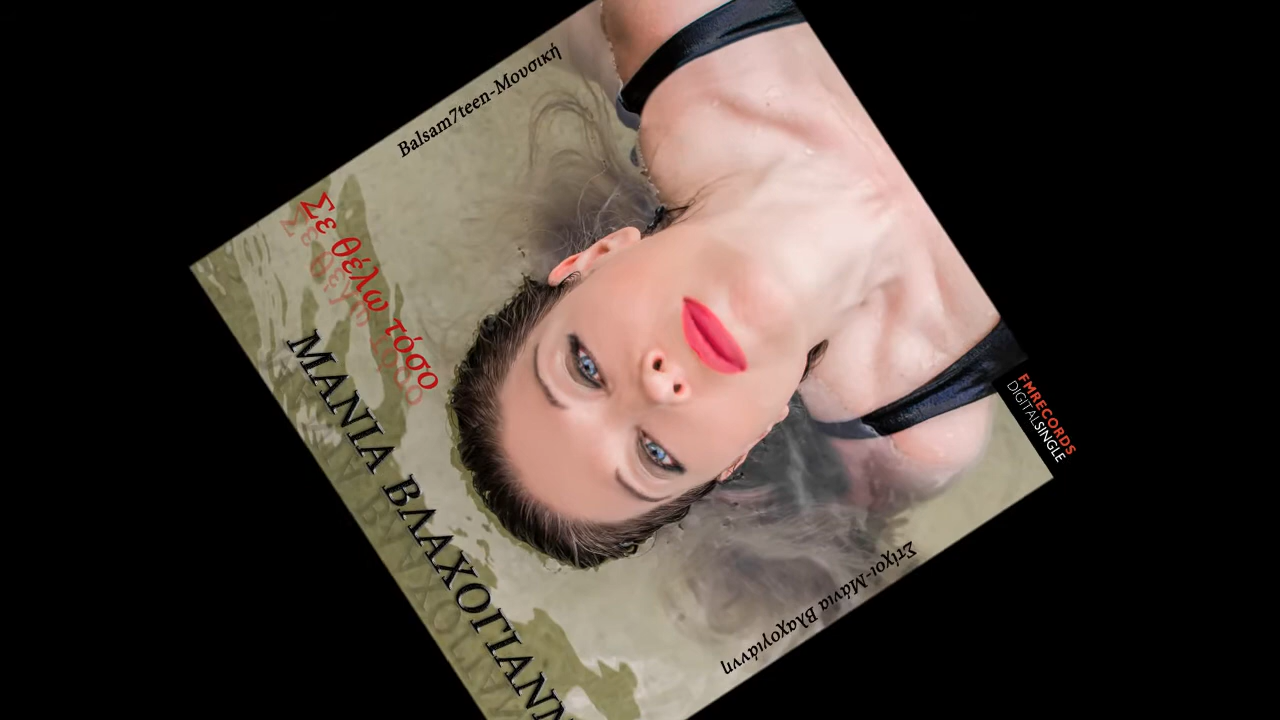 Balsam7teen-Μουσική
Σε θέλω τόσο
ΜΑΝΙΑ ΒΛΑΧΟΓΙΑΝΝ
Στίχοι-Μάνια Βλαχογιάννη
FMRECORDS
DIGITALSINGLE